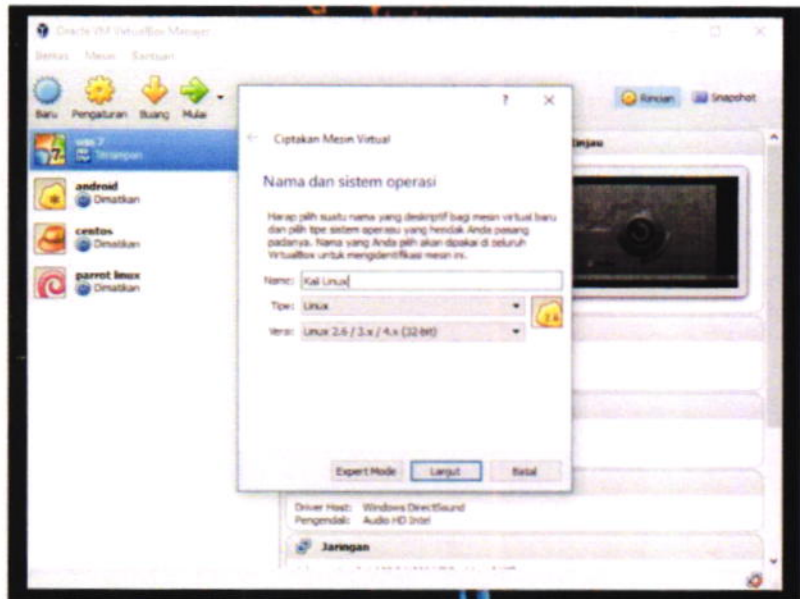 Oracle VM VirtualBox Manager
Berkas Mesin Bantuan
Baru Pengaturan Buang Mulai
Rincian Snapshot
win 7
android
Dimatikan
centos
Dimatikan
parrot linux
Dimatikan
? ×
Ciptakan Mesin Virtual
Nama dan sistem operasi
Harap pilih suatu nama yang deskriptif bagi mesin virtual baru
dan pilih tipe sistem operasu yang hendak Anda pasang
padanya. Nama yang Anda pilih akan dipakai di seluruh
VirtualBox untuk mengidentifikasi mesin ini.
Name: Kali Linux
Tipe: Linux
Versi: Linux 2.6 / 3.x / 4.x (32-bit)
2.6
Expert Mode Lanjut Batal
Driver Host: Windows DirectSound
Pengendali: Audio HD Intel
Jaringan